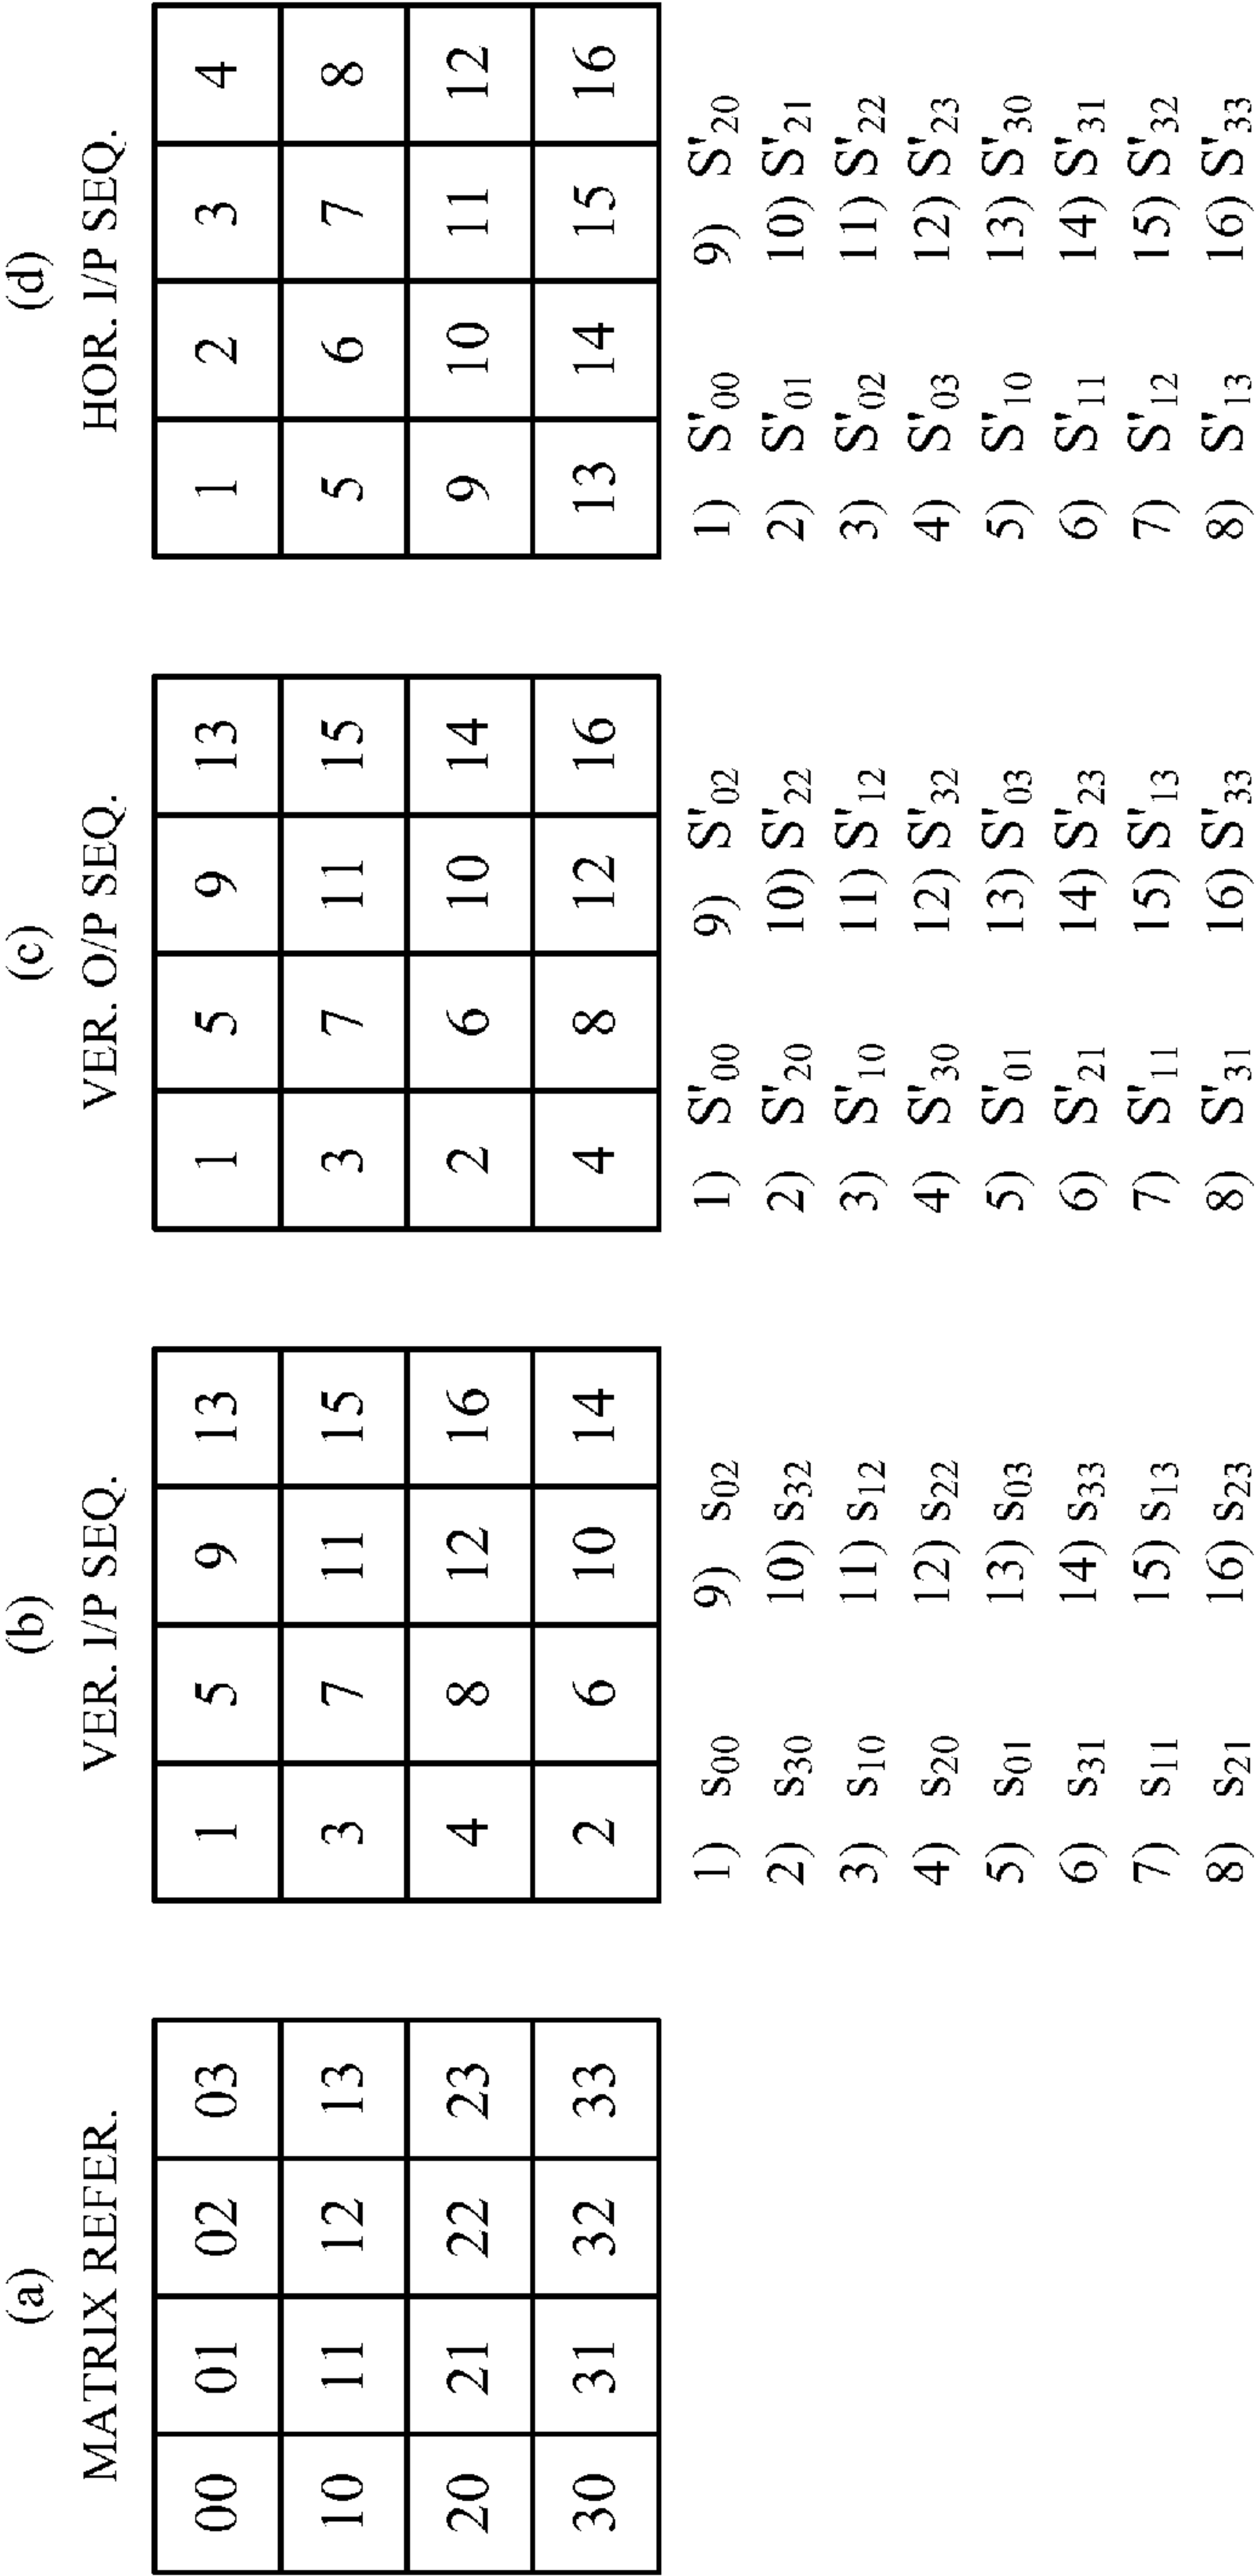 (a)
MATRIX REFER.
00 01 02 03
10 11 12 13
20 21 22 23
30 31 32 33
(b)
VER. I/P SEQ.
1 5 9 13
3 7 11 15
4 8 12 16
2 6 10 14
1) s00 9) s02
2) s30 10) s32
3) s10 11) s12
4) s20 12) s22
5) s01 13) s03
6) s31 14) s33
7) s11 15) s13
8) s21 16) s23
(c)
VER. O/P SEQ.
1 5 9 13
3 7 11 15
2 6 10 14
4 8 12 16
1) S'00 9) S'02
2) S'20 10) S'22
3) S'10 11) S'12
4) S'30 12) S'32
5) S'01 13) S'03
6) S'21 14) S'23
7) S'11 15) S'13
8) S'31 16) S'33
(d)
HOR. I/P SEQ.
1 2 3 4
5 6 7 8
9 10 11 12
13 14 15 16
1) S'00 9) S'20
2) S'01 10) S'21
3) S'02 11) S'22
4) S'03 12) S'23
5) S'10 13) S'30
6) S'11 14) S'31
7) S'12 15) S'32
8) S'13 16) S'33